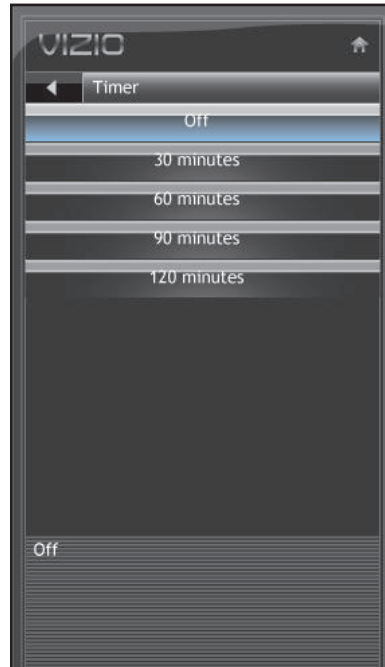 VIZIO
Timer
Off
30 minutes
60 minutes
90 minutes
120 minutes
Off